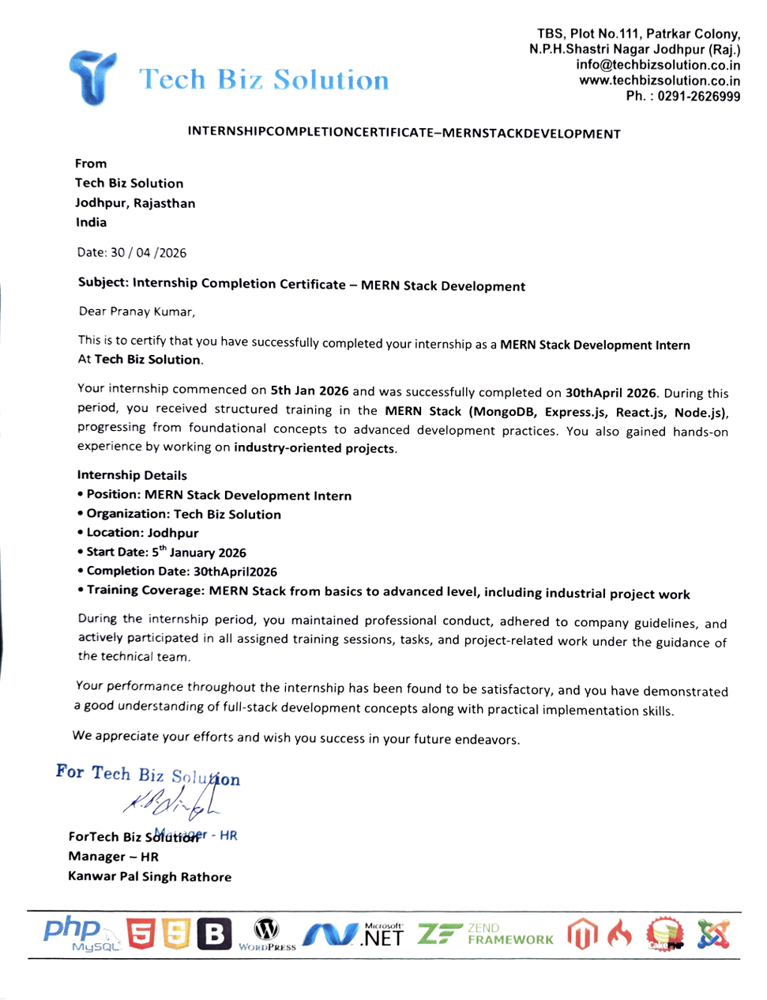 TBS, Plot No.111, Patrkar Colony,
N.P.H.Shastri Nagar Jodhpur (Raj.)
info@techbizsolution.co.in
www.techbizsolution.co.in
Ph. : 0291-2626999
Tech Biz Solution
INTERNSHIPCOMPLETIONCERTIFICATE–MERNSTACKDEVELOPMENT
From
Tech Biz Solution
Jodhpur, Rajasthan
India
Date: 30 / 04 /2026
Subject: Internship Completion Certificate – MERN Stack Development
Dear Pranay Kumar,
This is to certify that you have successfully completed your internship as a MERN Stack Development Intern
At Tech Biz Solution.
Your internship commenced on 5th Jan 2026 and was successfully completed on 30thApril 2026. During this
period, you received structured training in the MERN Stack (MongoDB, Express.js, React.js, Node.js),
progressing from foundational concepts to advanced development practices. You also gained hands-on
experience by working on industry-oriented projects.
Internship Details
• Position: MERN Stack Development Intern
• Organization: Tech Biz Solution
• Location: Jodhpur
• Start Date: 5th January 2026
• Completion Date: 30thApril2026
• Training Coverage: MERN Stack from basics to advanced level, including industrial project work
During the internship period, you maintained professional conduct, adhered to company guidelines, and
actively participated in all assigned training sessions, tasks, and project-related work under the guidance of
the technical team.
Your performance throughout the internship has been found to be satisfactory, and you have demonstrated
a good understanding of full-stack development concepts along with practical implementation skills.
We appreciate your efforts and wish you success in your future endeavors.
For Tech Biz Solution
K.P.Singh
Manager - HR
ForTech Biz Solution
Manager – HR
Kanwar Pal Singh Rathore
php MySQL 5 B WordPress Microsoft .NET ZF ZEND FRAMEWORK CakePHP